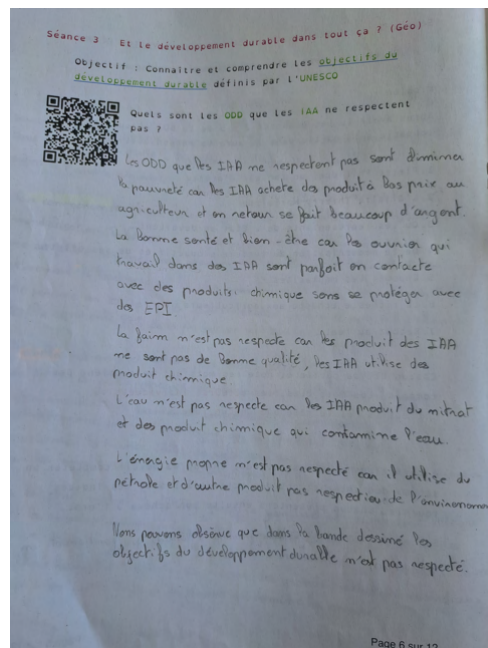 Séance 3 Et le développement durable dans tout ça ? (Géo)
Objectif : Connaitre et comprendre les objectifs du
développement durable définis par l'UNESCO
Quels sont les ODD que les IAA ne respectent
pas ?
Les ODD que les IAA ne respectent pas sont diminuer
la pauvreté car les IAA achete des produit à Bas prix au
agriculteur et en retour se fait beaucoup d'argent.
La Bonne santé et bien-être car les ouvrier qui
travail dans des IAA sont parfoit en contacte
avec des produits chimique sans se protéger avec
des EPI
la faim n'est pas respecte car les produit des IAA
ne sont pas de Bonne qualité, les IAA utilise des
produit chimique.
L'eau n'est pas respecte car les IAA produit du nitrat
et des produit chimique qui contamine l'eau.
L'énergie propre n'est pas respecté car il utilise du
pétrole et d'autre produit pas respectieu de l'environnem
Nous pouvons observe que dans la bande dessiné les
objectifs du développement durable n'est pas respecté.
Page 6 sur 12